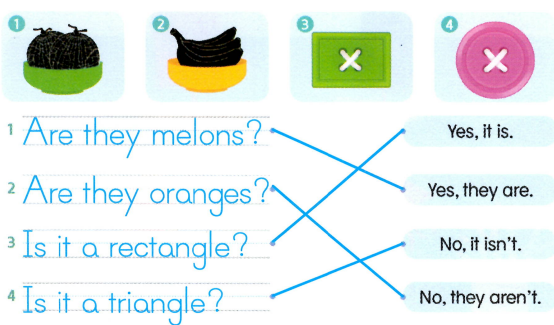 1 2 3 4
1 Are they melons? Yes, it is.
2 Are they oranges? Yes, they are.
3 Is it a rectangle? No, it isn't.
4 Is it a triangle? No, they aren't.